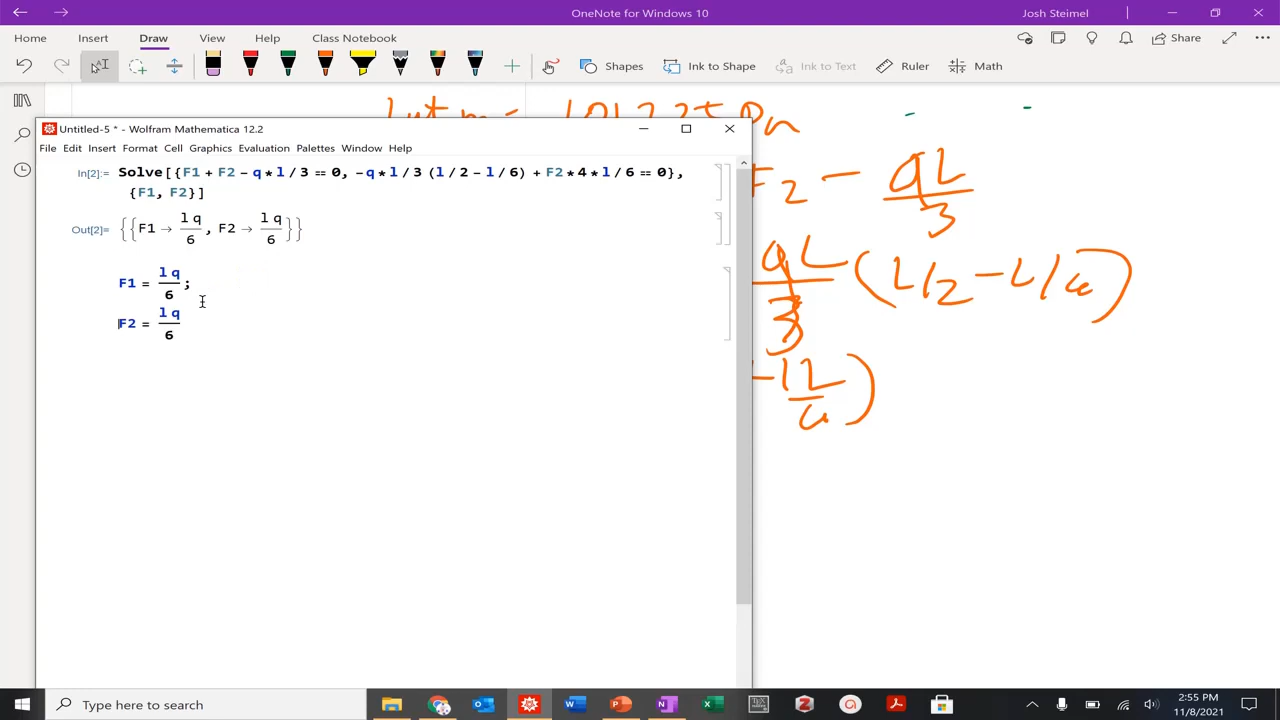 OneNote for Windows 10
Josh Steimel
Home Insert Draw View Help Class Notebook
Share
Shapes Ink to Shape Ink to Text Ruler Math
101325 Pa
Untitled-5 * - Wolfram Mathematica 12.2
File Edit Insert Format Cell Graphics Evaluation Palettes Window Help
In[2]:= Solve[{F1 + F2 - q*l/3 == 0, -q*l/3 (l/2 - l/6) + F2*4*l/6 == 0},
{F1, F2}]
Out[2]= {{F1 → l q/6, F2 → l q/6}}
F1 = l q/6;
F2 = l q/6
F2 - qL/3
qL/3 (L/2 - L/6)
Type here to search
2:55 PM
11/8/2021